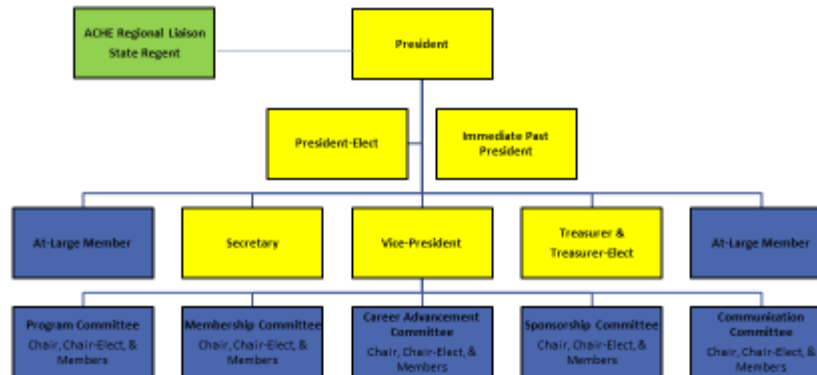 ACHE Regional Liaison
State Regent
President
President-Elect
Immediate Past
President
At-Large Member
Secretary
Vice-President
Treasurer &
Treasurer-Elect
At-Large Member
Program Committee
Chair, Chair-Elect, &
Members
Membership Committee
Chair, Chair-Elect, &
Members
Career Advancement
Committee
Chair, Chair-Elect, &
Members
Sponsorship Committee
Chair, Chair-Elect, &
Members
Communication
Committee
Chair, Chair-Elect, &
Members